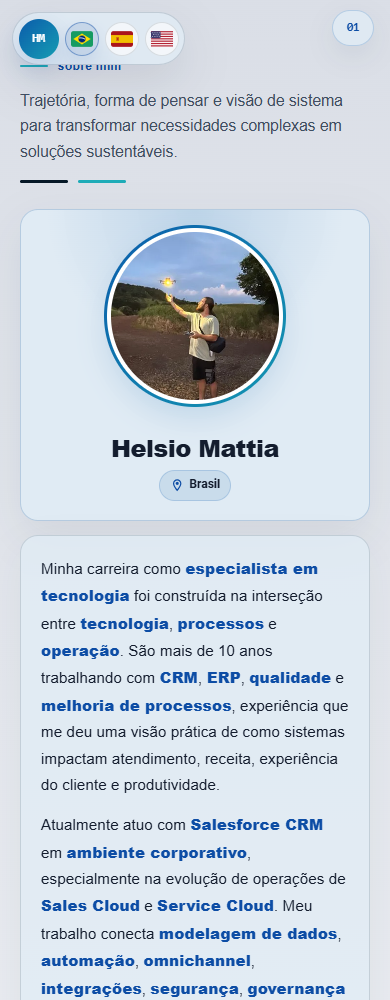 HM
01
sobre mim
Trajetória, forma de pensar e visão de sistema
para transformar necessidades complexas em
soluções sustentáveis.
Helsio Mattia
Brasil
Minha carreira como especialista em
tecnologia foi construída na interseção
entre tecnologia, processos e
operação. São mais de 10 anos
trabalhando com CRM, ERP, qualidade e
melhoria de processos, experiência que
me deu uma visão prática de como sistemas
impactam atendimento, receita, experiência
do cliente e produtividade.
Atualmente atuo com Salesforce CRM
em ambiente corporativo,
especialmente na evolução de operações de
Sales Cloud e Service Cloud. Meu
trabalho conecta modelagem de dados,
automação, omnichannel,
integrações, segurança, governança